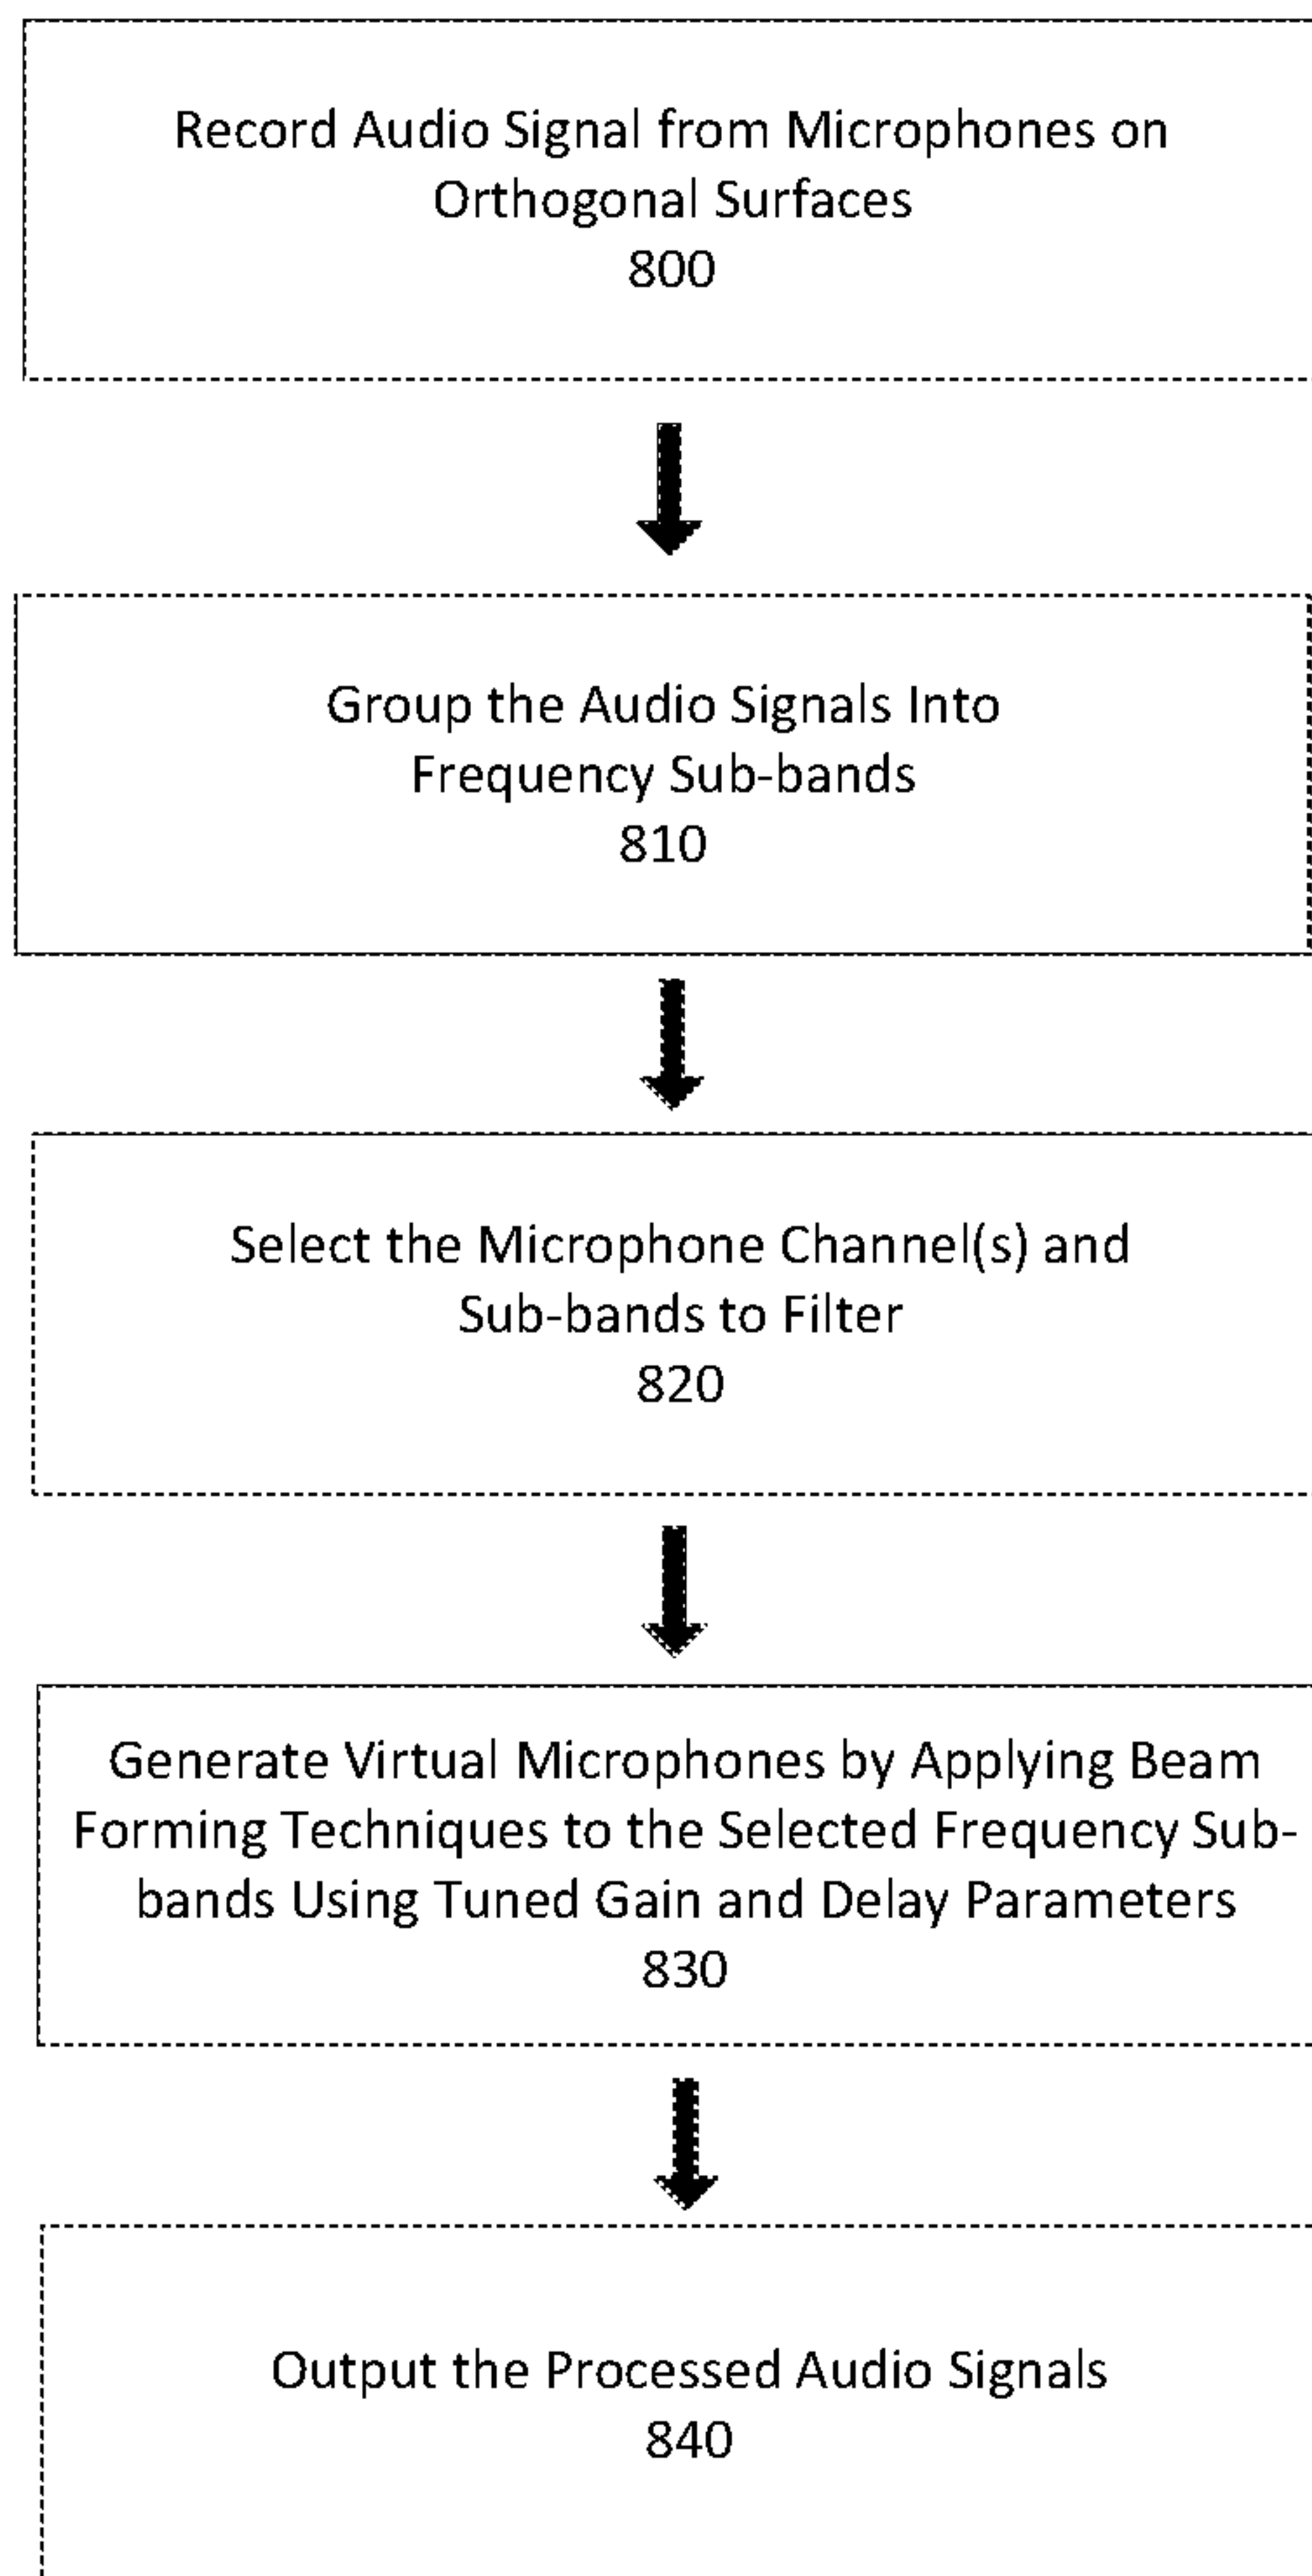 Record Audio Signal from Microphones on
Orthogonal Surfaces
800
Group the Audio Signals Into
Frequency Sub-bands
810
Select the Microphone Channel(s) and
Sub-bands to Filter
820
Generate Virtual Microphones by Applying Beam
Forming Techniques to the Selected Frequency Sub-
bands Using Tuned Gain and Delay Parameters
830
Output the Processed Audio Signals
840